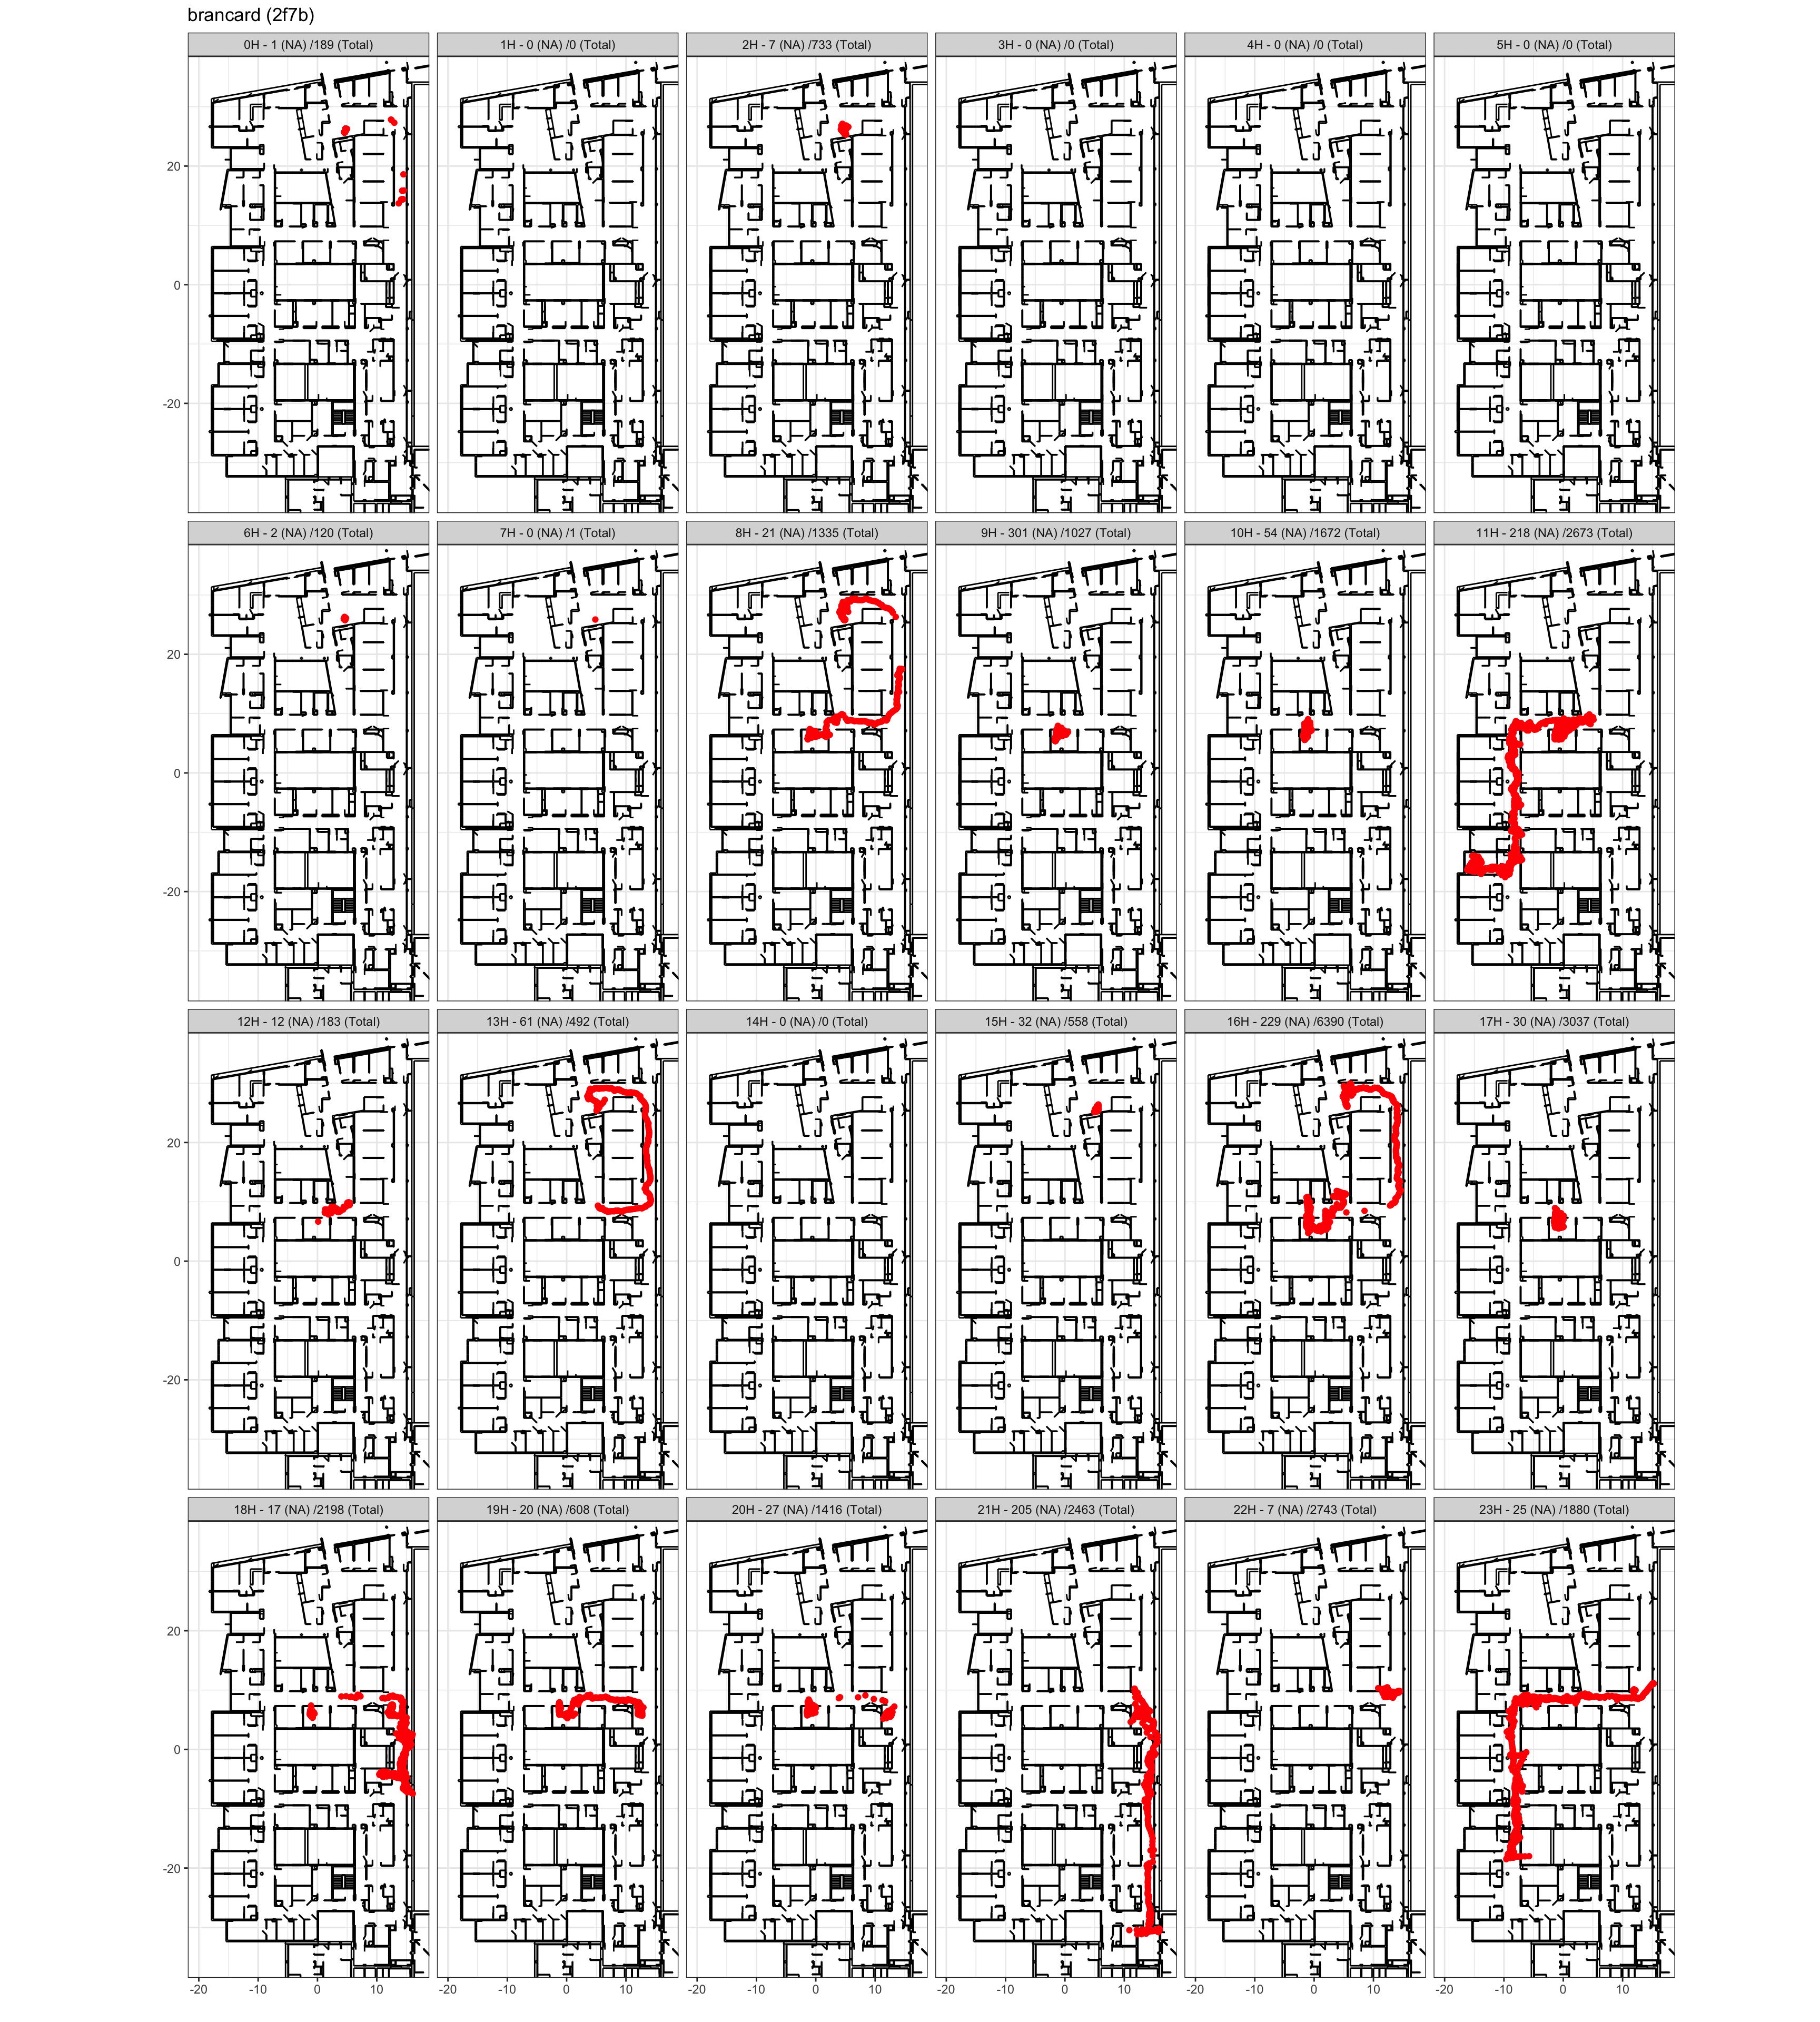 brancard (2f7b)
0H - 1 (NA) /189 (Total) 1H - 0 (NA) /0 (Total) 2H - 7 (NA) /733 (Total) 3H - 0 (NA) /0 (Total) 4H - 0 (NA) /0 (Total) 5H - 0 (NA) /0 (Total)
20
0
-20
6H - 2 (NA) /120 (Total) 7H - 0 (NA) /1 (Total) 8H - 21 (NA) /1335 (Total) 9H - 301 (NA) /1027 (Total) 10H - 54 (NA) /1672 (Total) 11H - 218 (NA) /2673 (Total)
20
0
-20
12H - 12 (NA) /183 (Total) 13H - 61 (NA) /492 (Total) 14H - 0 (NA) /0 (Total) 15H - 32 (NA) /558 (Total) 16H - 229 (NA) /6390 (Total) 17H - 30 (NA) /3037 (Total)
20
0
-20
18H - 17 (NA) /2198 (Total) 19H - 20 (NA) /608 (Total) 20H - 27 (NA) /1416 (Total) 21H - 205 (NA) /2463 (Total) 22H - 7 (NA) /2743 (Total) 23H - 25 (NA) /1880 (Total)
20
0
-20
-20 -10 0 10 -20 -10 0 10 -20 -10 0 10 -20 -10 0 10 -20 -10 0 10 -20 -10 0 10